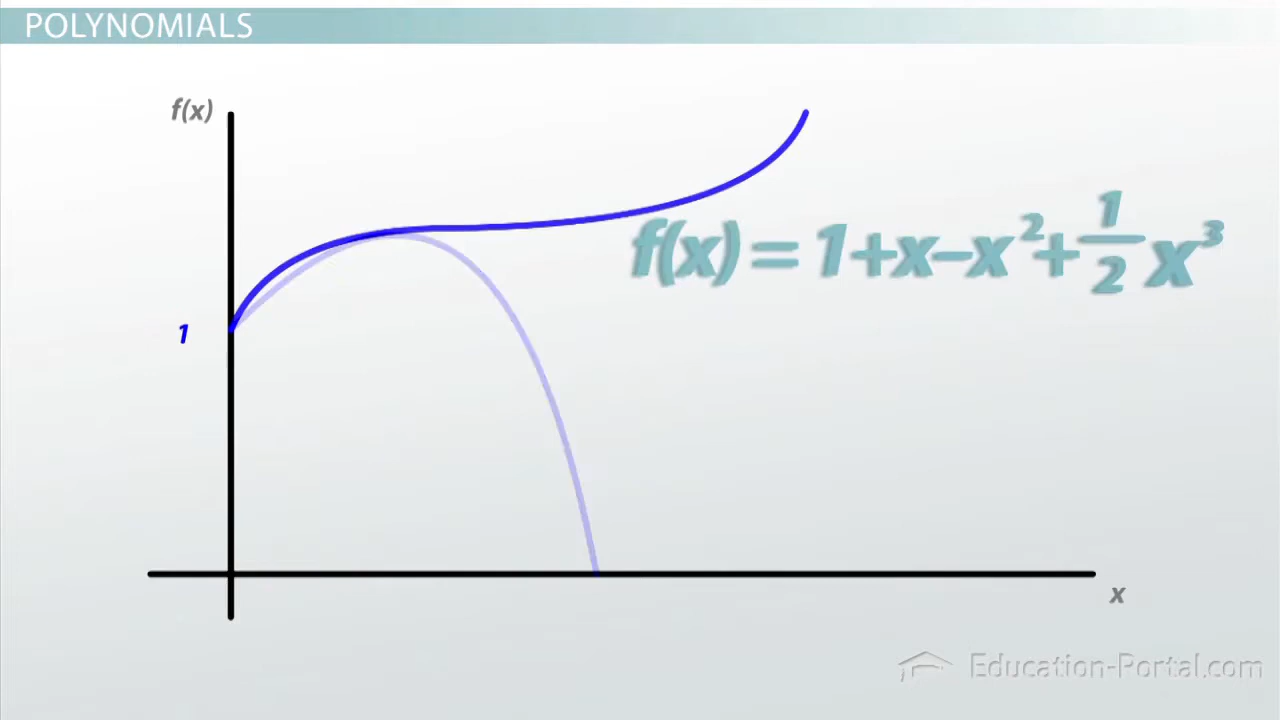 POLYNOMIALS
f(x)
f(x) = 1+x–x²+½x³
1
x
Education-Portal.com